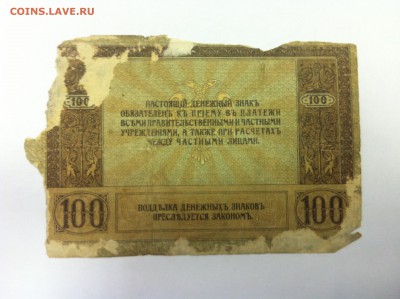 COINS.LAVE.RU
НАСТОЯЩІЙ ДЕНЕЖНЫЙ ЗНАКЪ
100 ОБЯЗАТЕЛЕНЪ КЪ ПРІЕМУ ВЪ ПЛАТЕЖИ 100
ВСѢМИ ПРАВИТЕЛЬСТВЕННЫМИ И ЧАСТНЫМИ
УЧРЕЖДЕНІЯМИ, А ТАКЖЕ ПРИ РАСЧЕТАХЪ
МЕЖДУ ЧАСТНЫМИ ЛИЦАМИ.
100 ПОДДѢЛКА ДЕНЕЖНЫХЪ ЗНАКОВЪ 100
ПРЕСЛѢДУЕТСЯ ЗАКОНОМЪ.